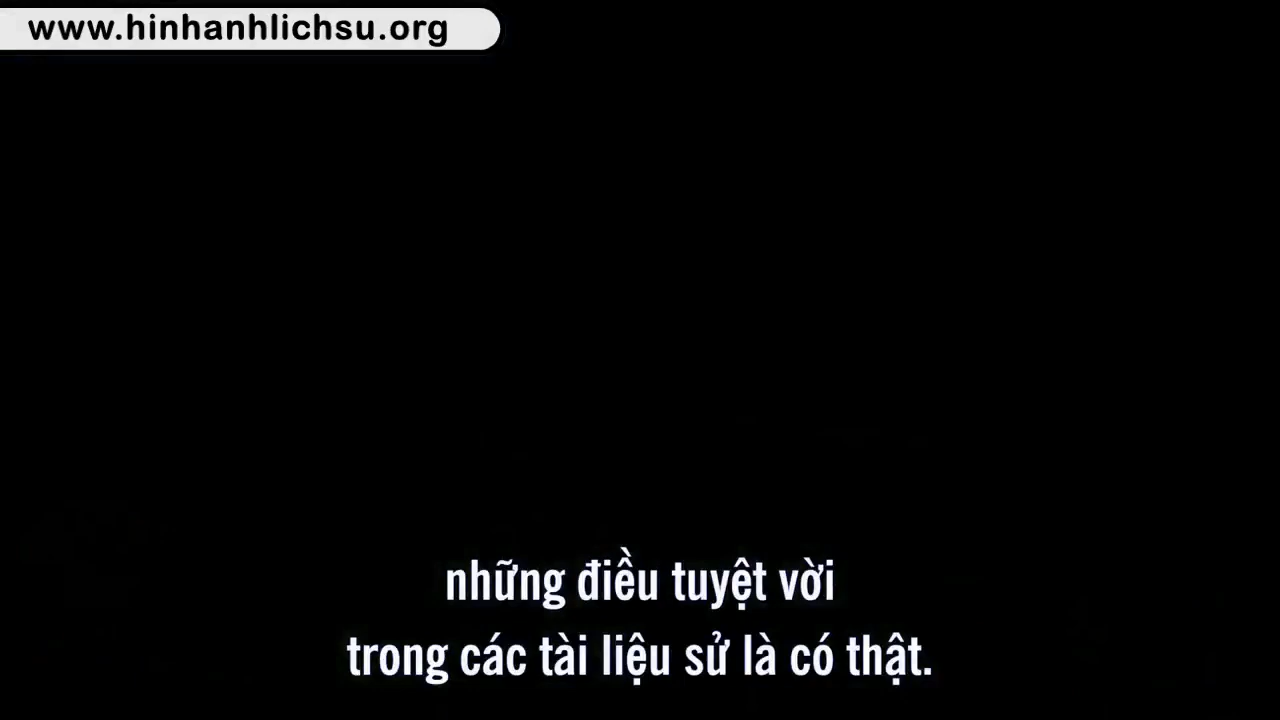 www.hinhanhlichsu.org
những điều tuyệt vời
trong các tài liệu sử là có thật.